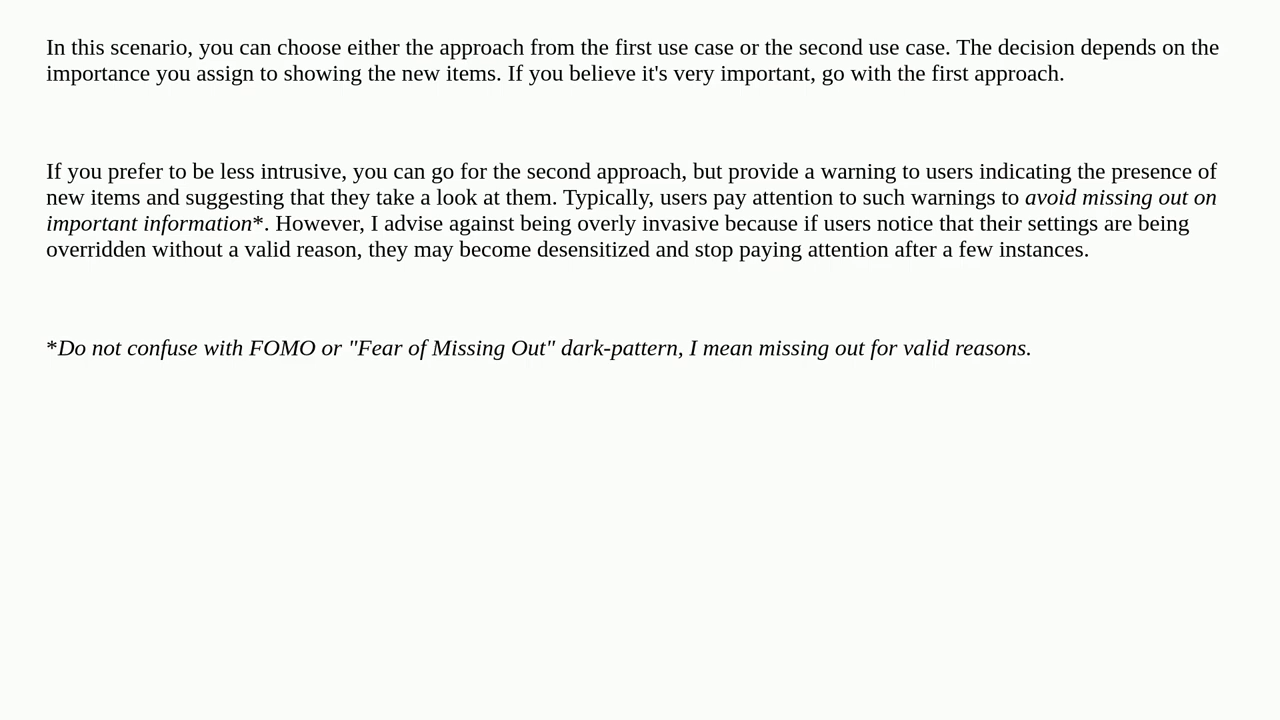 In this scenario, you can choose either the approach from the first use case or the second use case. The decision depends on the
importance you assign to showing the new items. If you believe it's very important, go with the first approach.
If you prefer to be less intrusive, you can go for the second approach, but provide a warning to users indicating the presence of
new items and suggesting that they take a look at them. Typically, users pay attention to such warnings to avoid missing out on
important information*. However, I advise against being overly invasive because if users notice that their settings are being
overridden without a valid reason, they may become desensitized and stop paying attention after a few instances.
*Do not confuse with FOMO or "Fear of Missing Out" dark-pattern, I mean missing out for valid reasons.